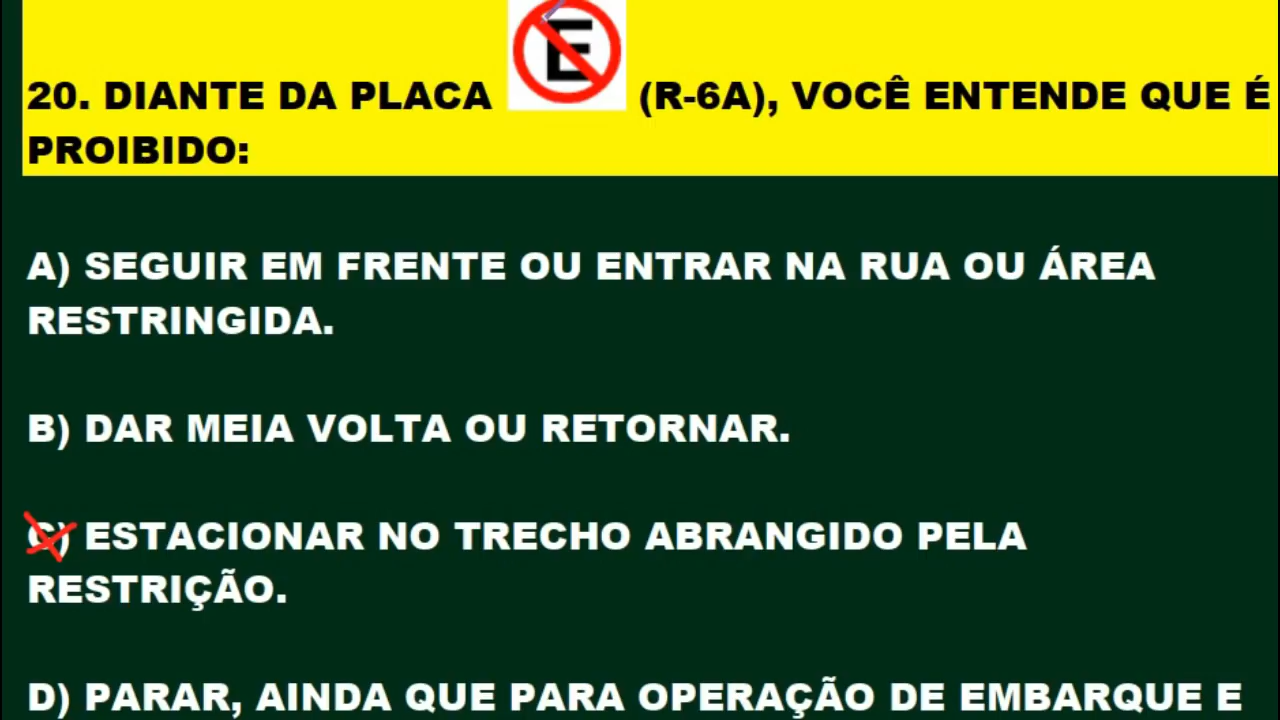 E
20. DIANTE DA PLACA (R-6A), VOCÊ ENTENDE QUE É
PROIBIDO:
A) SEGUIR EM FRENTE OU ENTRAR NA RUA OU ÁREA
RESTRINGIDA.
B) DAR MEIA VOLTA OU RETORNAR.
C) ESTACIONAR NO TRECHO ABRANGIDO PELA
RESTRIÇÃO.
D) PARAR, AINDA QUE PARA OPERAÇÃO DE EMBARQUE E